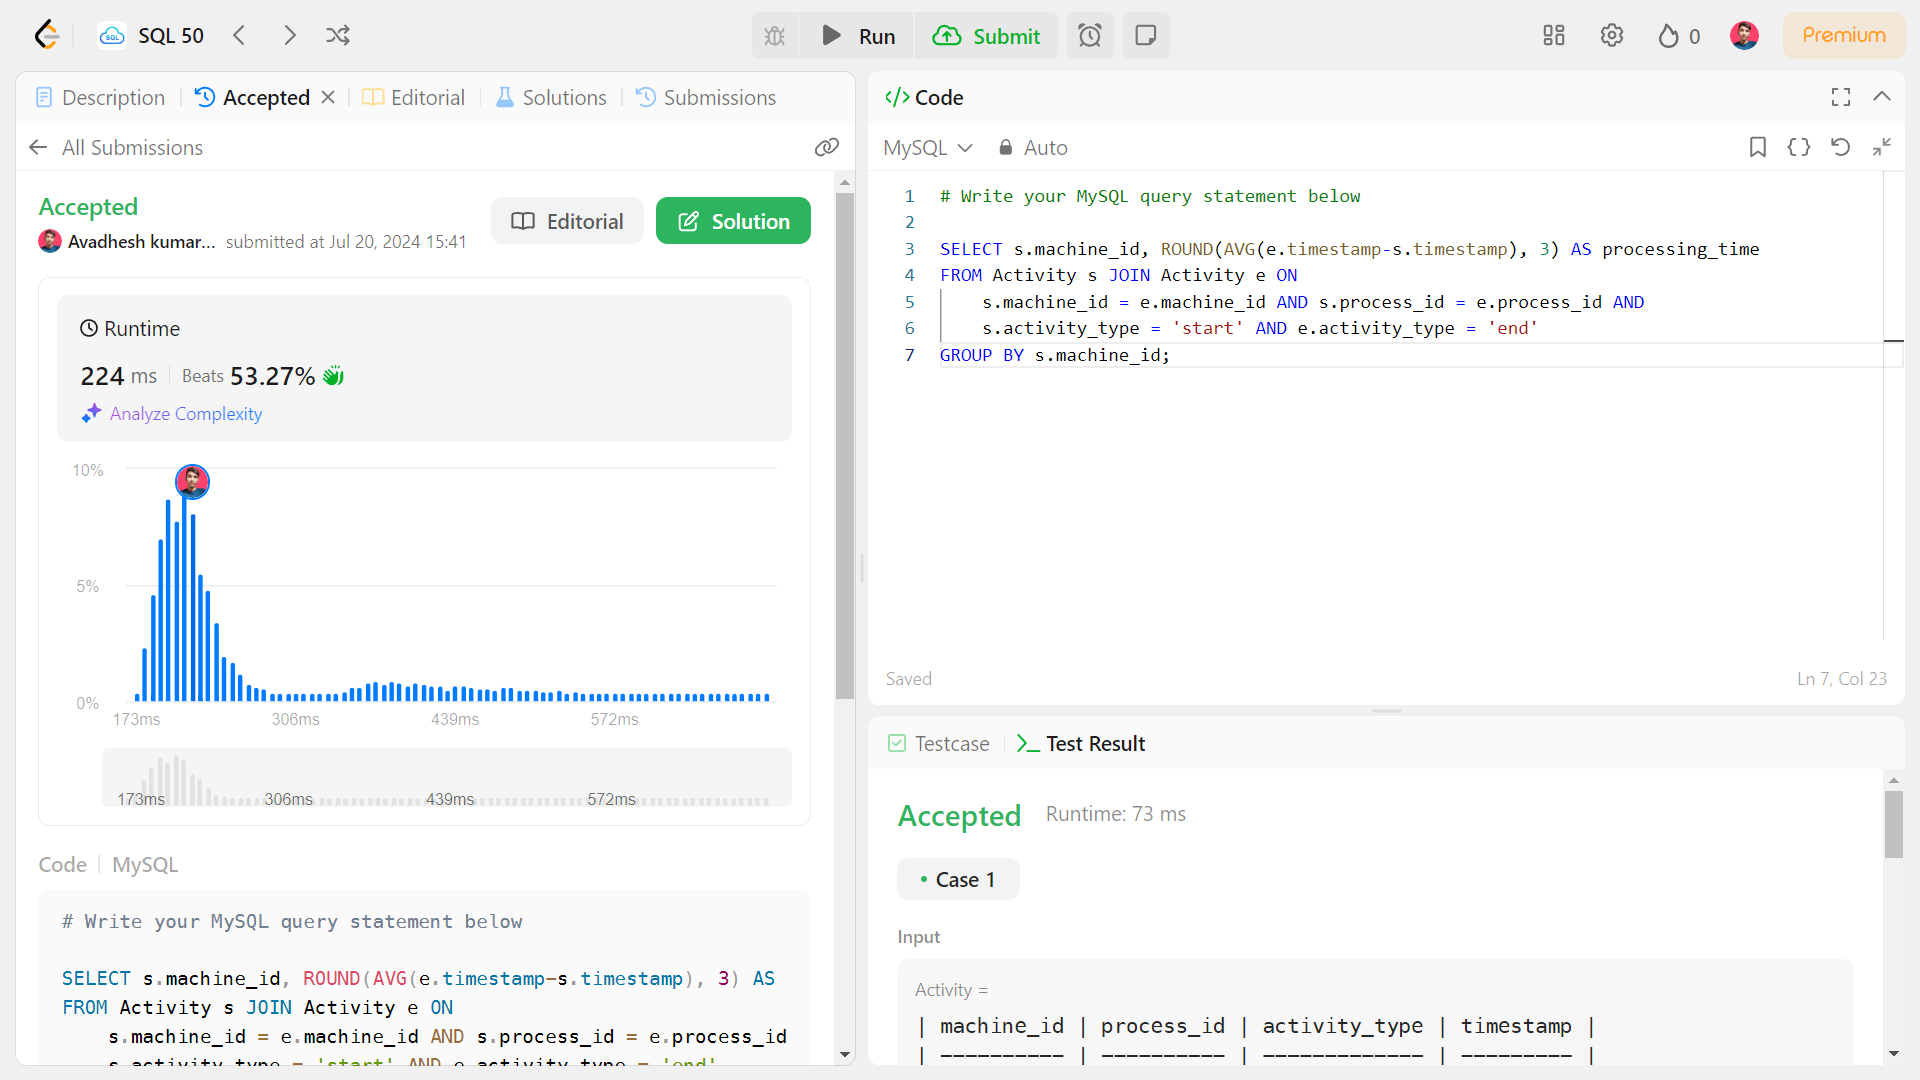 SQL 50
Run
Submit
0
Premium
Description
Accepted
Editorial
Solutions
Submissions
All Submissions
Accepted
Editorial
Solution
Avadhesh kumar...
submitted at Jul 20, 2024 15:41
Runtime
224 ms
Beats 53.27%
Analyze Complexity
10%
5%
0%
173ms 306ms 439ms 572ms
173ms 306ms 439ms 572ms
Code
MySQL
# Write your MySQL query statement below
SELECT s.machine_id, ROUND(AVG(e.timestamp-s.timestamp), 3) AS
FROM Activity s JOIN Activity e ON
s.machine_id = e.machine_id AND s.process_id = e.process_id
s.activity_type = 'start' AND e.activity_type = 'end'
</> Code
MySQL
Auto
1 # Write your MySQL query statement below
2
3 SELECT s.machine_id, ROUND(AVG(e.timestamp-s.timestamp), 3) AS processing_time
4 FROM Activity s JOIN Activity e ON
5 s.machine_id = e.machine_id AND s.process_id = e.process_id AND
6 s.activity_type = 'start' AND e.activity_type = 'end'
7 GROUP BY s.machine_id;
Saved
Ln 7, Col 23
Testcase
Test Result
Accepted
Runtime: 73 ms
• Case 1
Input
Activity =
| machine_id | process_id | activity_type | timestamp |
| ---------- | ---------- | ------------- | --------- |